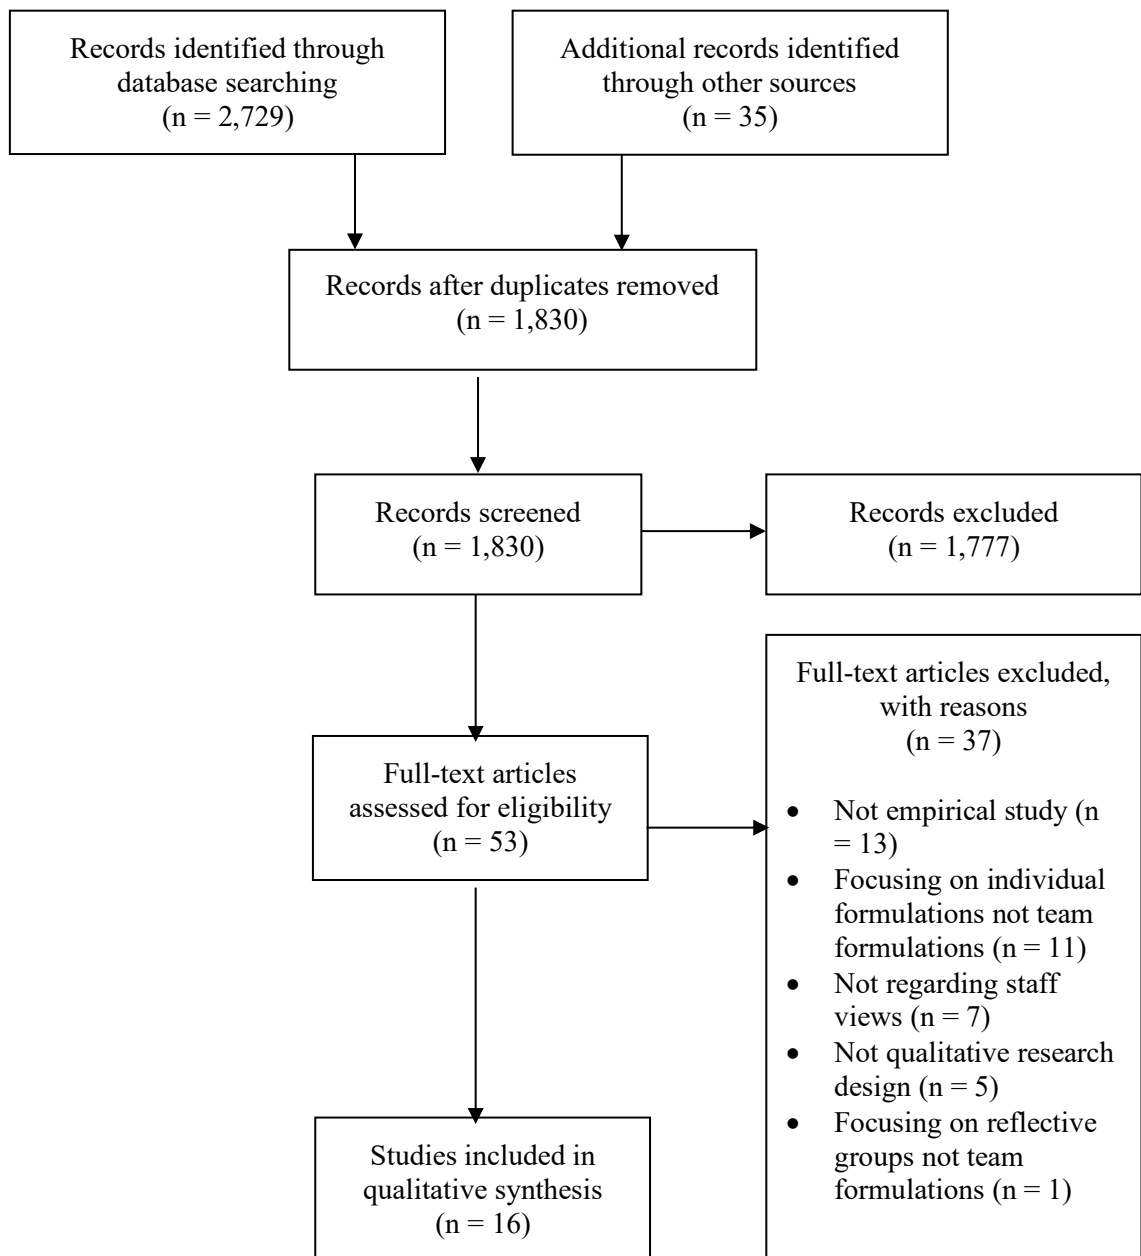 Records identified through
database searching
(n = 2,729)
Additional records identified
through other sources
(n = 35)
Records after duplicates removed
(n = 1,830)
Records screened
(n = 1,830)
Records excluded
(n = 1,777)
Full-text articles
assessed for eligibility
(n = 53)
Full-text articles excluded,
with reasons
(n = 37)
• Not empirical study (n
= 13)
• Focusing on individual
formulations not team
formulations (n = 11)
• Not regarding staff
views (n = 7)
• Not qualitative research
design (n = 5)
• Focusing on reflective
groups not team
formulations (n = 1)
Studies included in
qualitative synthesis
(n = 16)